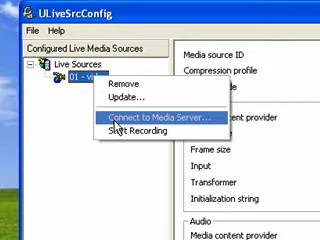 ULiveSrcConfig
File Help
Configured Live Media Sources
Live Sources
01 -
Remove
Update...
Connect to Media Server...
Start Recording
Media source ID
Compression profile
content provider
Frame size
Input
Transformer
Initialization string
Audio
Media content provider